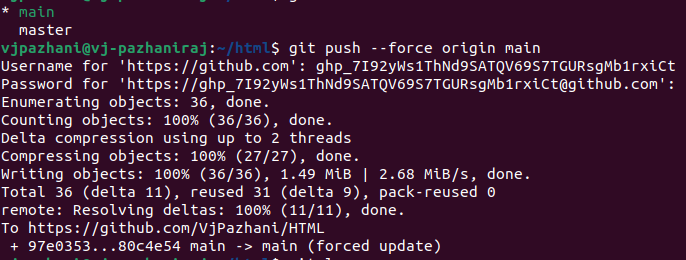 * main
master
vjpazhani@vj-pazhaniraj:~/html$ git push --force origin main
Username for 'https://github.com': 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
Password for 'https://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@github.com':
Enumerating objects: 36, done.
Counting objects: 100% (36/36), done.
Delta compression using up to 2 threads
Compressing objects: 100% (27/27), done.
Writing objects: 100% (36/36), 1.49 MiB | 2.68 MiB/s, done.
Total 36 (delta 11), reused 31 (delta 9), pack-reused 0
remote: Resolving deltas: 100% (11/11), done.
To https://github.com/VjPazhani/HTML
+ 97e0353...80c4e54 main -> main (forced update)